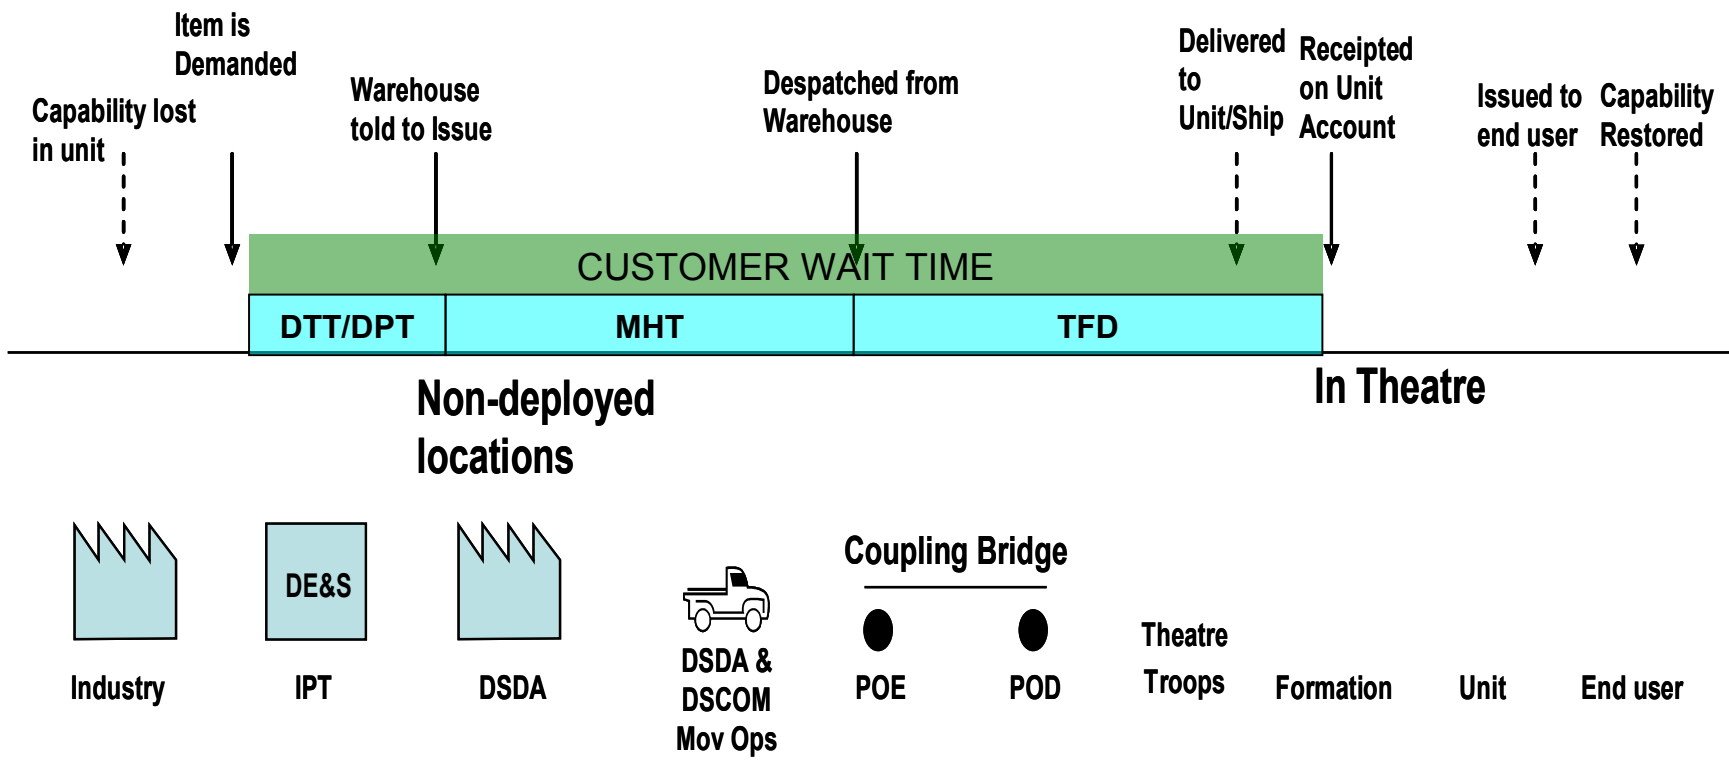 Item is
Demanded
Capability lost
in unit
Warehouse
told to Issue
Despatched from
Warehouse
Delivered
to
Unit/Ship
Receipted
on Unit
Account
Issued to
end user
Capability
Restored
CUSTOMER WAIT TIME
DTT/DPT
MHT
TFD
Non-deployed
locations
In Theatre
DE&S
Coupling Bridge
Industry
IPT
DSDA
DSDA &
DSCOM
Mov Ops
POE
POD
Theatre
Troops
Formation
Unit
End user